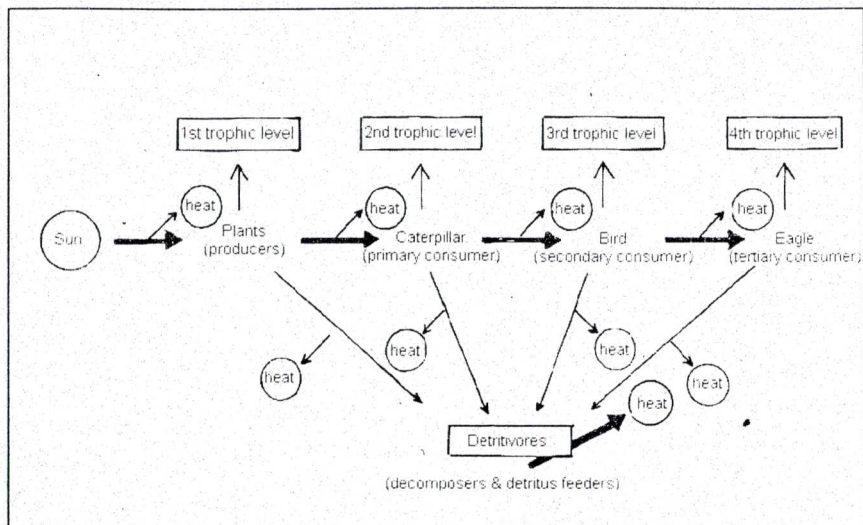 1st trophic level
2nd trophic level
3rd trophic level
4th trophic level
heat
heat
heat
heat
Sun
Plants
(producers)
Caterpillar
(primary consumer)
Bird
(secondary consumer)
Eagle
(tertiary consumer)
heat
heat
heat
heat
heat
Detritivores
(decomposers & detritus feeders)